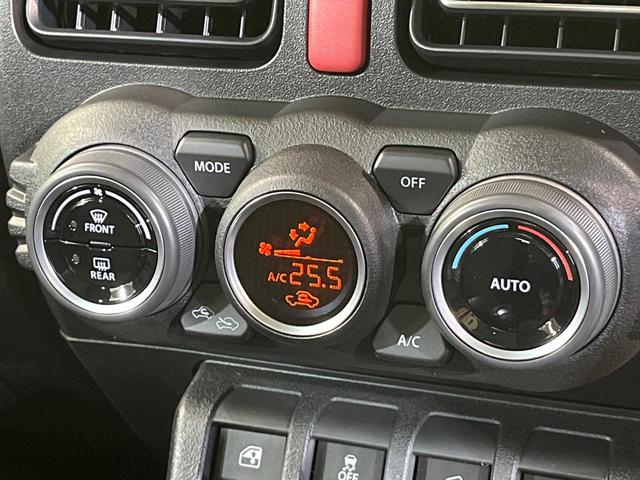 MODE
OFF
FRONT
REAR
A/C 25.5
AUTO
A/C
OFF